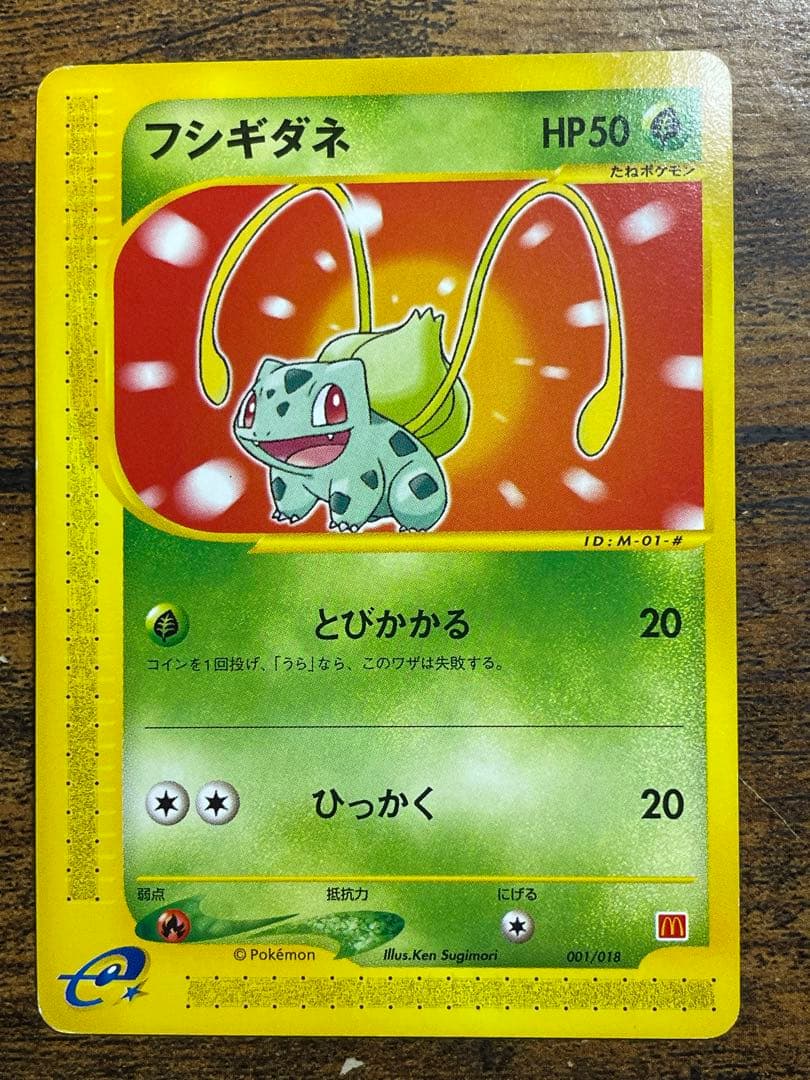 フシギダネ HP50
たねポケモン
ID:M-01-#
とびかかる 20
コインを1回投げ、「うら」なら、このワザは失敗する。
ひっかく 20
弱点 抵抗力 にげる
© Pokémon Illus.Ken Sugimori 001/018